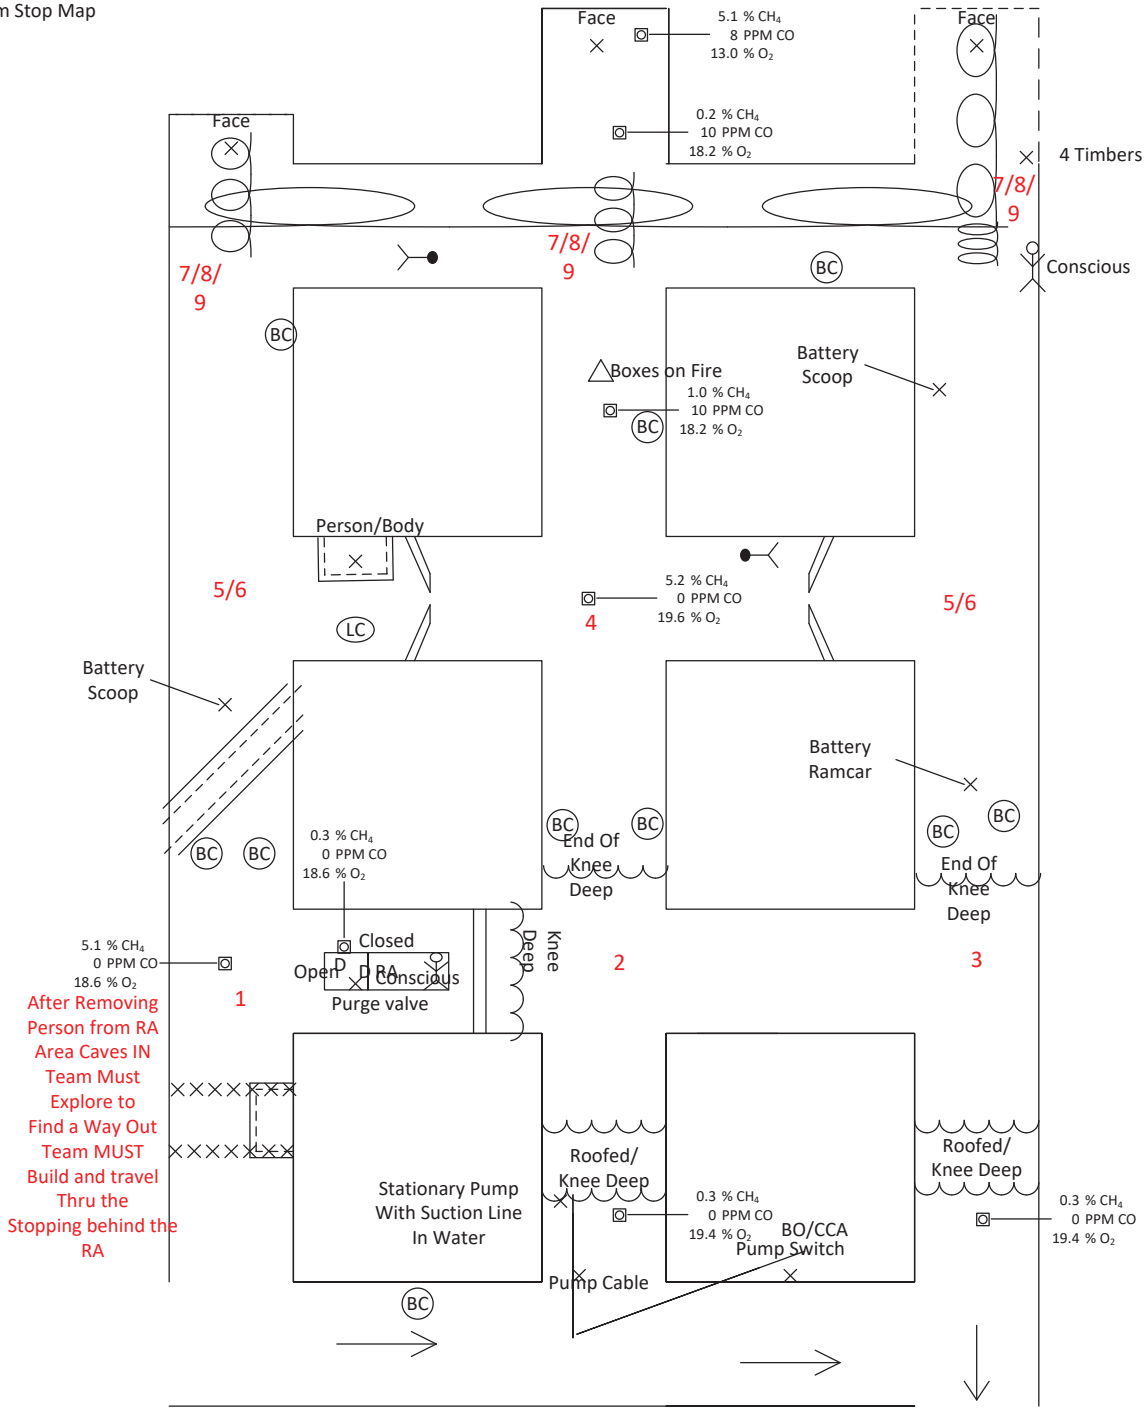 m Stop Map
Face
5.1 % CH₄
8 PPM CO
13.0 % O₂
Face
Face
0.2 % CH₄
10 PPM CO
18.2 % O₂
4 Timbers
7/8/
9
7/8/
9
7/8/
9
BC
Conscious
BC
Boxes on Fire
1.0 % CH₄
10 PPM CO
18.2 % O₂
BC
Battery
Scoop
Person/Body
5/6
LC
5.2 % CH₄
0 PPM CO
19.6 % O₂
4
5/6
Battery
Scoop
Battery
Ramcar
BC
BC
0.3 % CH₄
0 PPM CO
18.6 % O₂
BC
BC
End Of
Knee
Deep
BC
BC
End Of
Knee
Deep
5.1 % CH₄
0 PPM CO
18.6 % O₂
Closed
Open
D
D
RA
Conscious
Purge valve
Knee
Deep
2
3
1
After Removing
Person from RA
Area Caves IN
Team Must
Explore to
Find a Way Out
Team MUST
Build and travel
Thru the
Stopping behind the
RA
Roofed/
Knee Deep
Roofed/
Knee Deep
Stationary Pump
With Suction Line
In Water
0.3 % CH₄
0 PPM CO
19.4 % O₂
BO/CCA
Pump Switch
0.3 % CH₄
0 PPM CO
19.4 % O₂
Pump Cable
BC